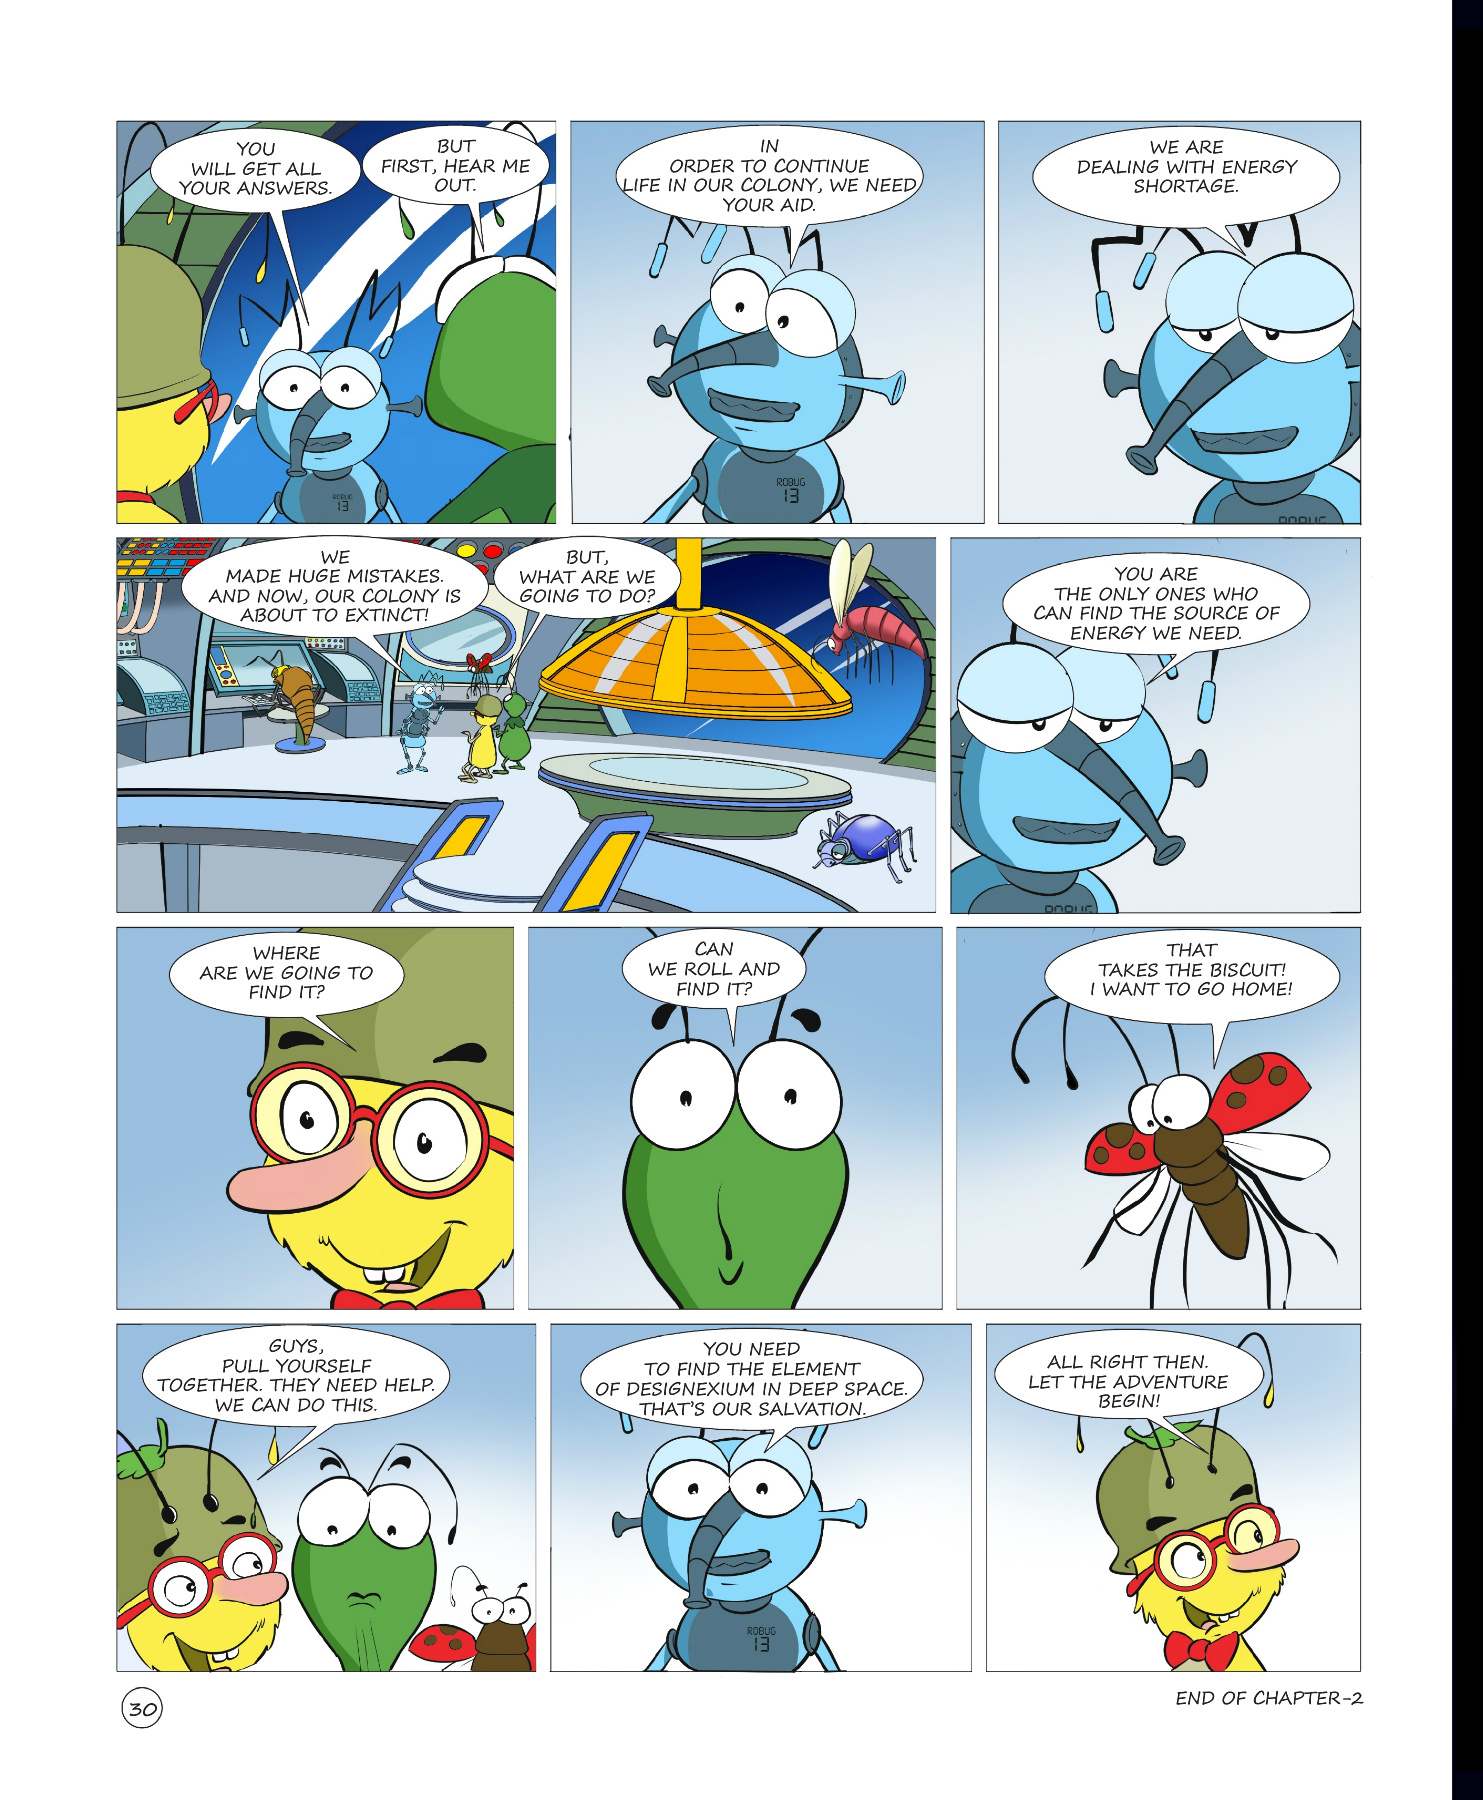 YOU
WILL GET ALL
YOUR ANSWERS.
BUT
FIRST, HEAR ME
OUT.
ROBUG
13
IN
ORDER TO CONTINUE
LIFE IN OUR COLONY, WE NEED
YOUR AID.
ROBUG
13
WE ARE
DEALING WITH ENERGY
SHORTAGE.
ROBUG
WE
MADE HUGE MISTAKES.
AND NOW, OUR COLONY IS
ABOUT TO EXTINCT!
BUT,
WHAT ARE WE
GOING TO DO?
YOU ARE
THE ONLY ONES WHO
CAN FIND THE SOURCE OF
ENERGY WE NEED.
ROBUG
WHERE
ARE WE GOING TO
FIND IT?
CAN
WE ROLL AND
FIND IT?
THAT
TAKES THE BISCUIT!
I WANT TO GO HOME!
GUYS,
PULL YOURSELF
TOGETHER. THEY NEED HELP.
WE CAN DO THIS.
YOU NEED
TO FIND THE ELEMENT
OF DESIGNEXIUM IN DEEP SPACE.
THAT'S OUR SALVATION.
ROBUG
13
ALL RIGHT THEN.
LET THE ADVENTURE
BEGIN!
30
END OF CHAPTER-2